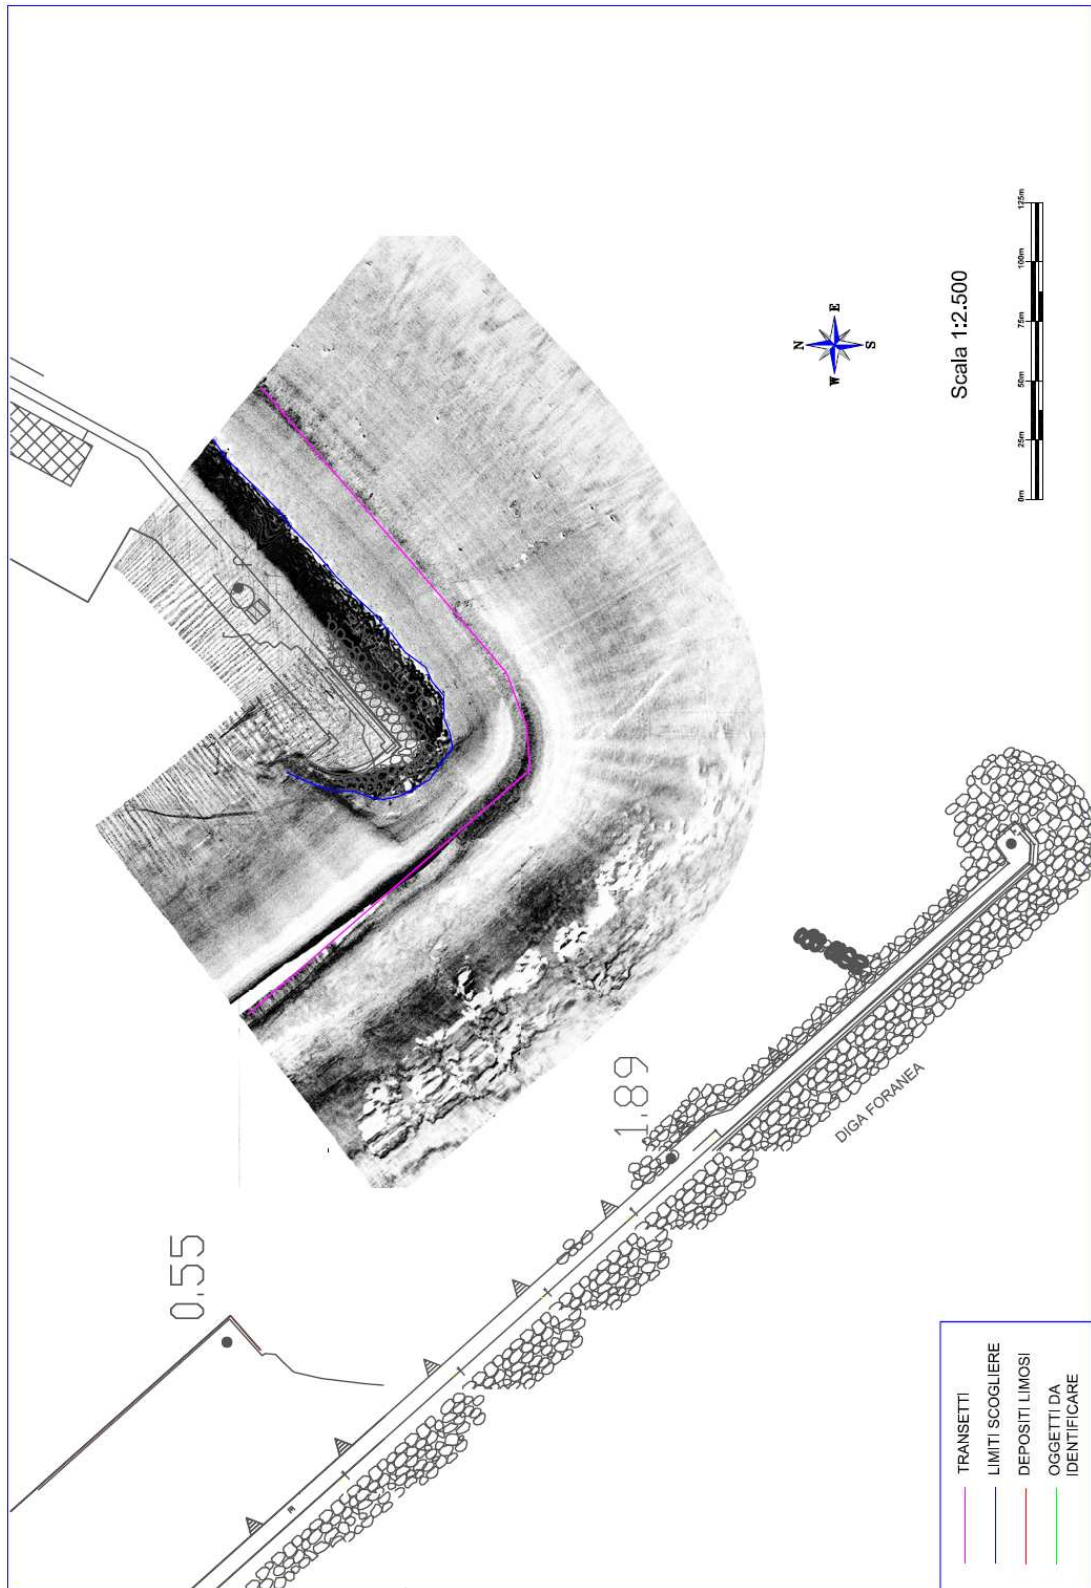 125m
100m
75m
50m
25m
0m
Scala 1:2.500
N
E
W
S
1.89
0.55
DIGA FORANEA
TRANSETTI
LIMITI SCOGLIERE
DEPOSITI LIMOSI
OGGETTI DA
IDENTIFICARE